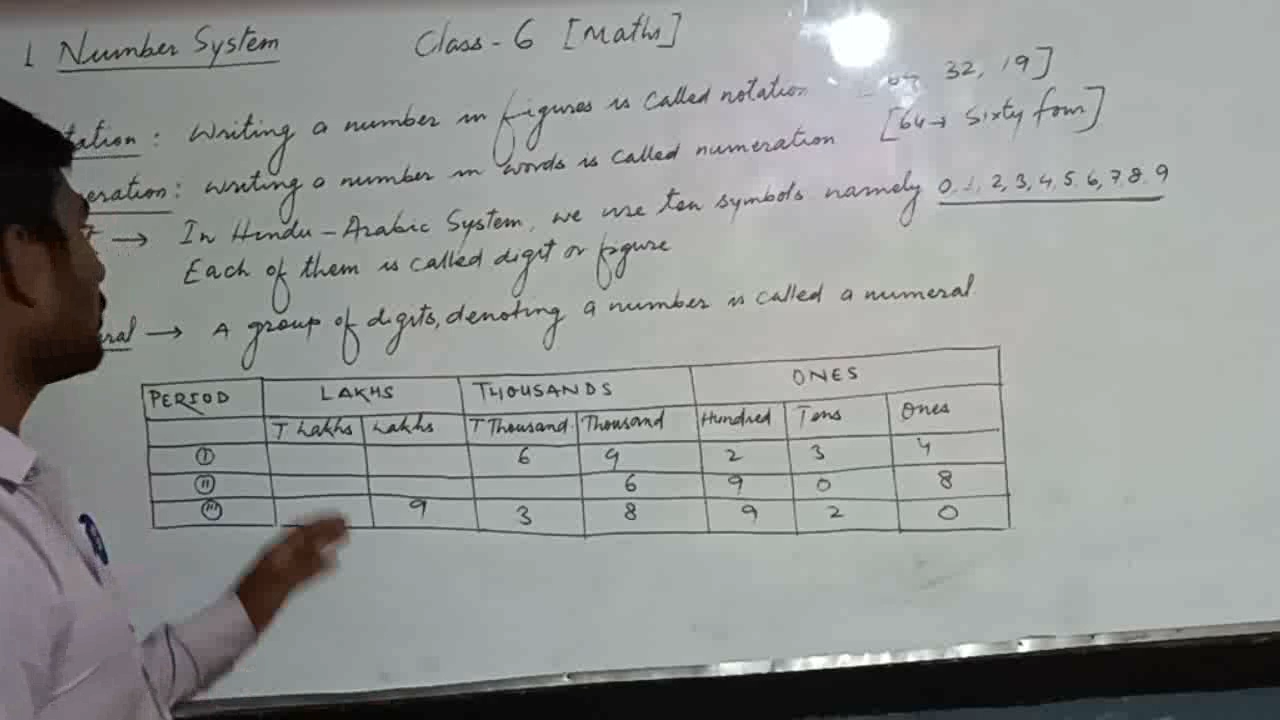 1 Number System Class - 6 [Maths]
tation : Writing a number in figures is called notation 32, 19]
eration : Writing a number in words is called numeration [64 → Sixty four]
→ In Hindu - Arabic System, we use ten symbols namely 0, 1, 2, 3, 4, 5, 6, 7, 8, 9
Each of them is called digit or figure
ral → A group of digits, denoting a number is called a numeral.
PERIOD LAKHS THOUSANDS ONES
T Lakhs Lakhs T Thousand Thousand Hundred Tens Ones
(i) 6 9 2 3 4
(ii) 6 9 0 8
(iii) 9 3 8 9 2 0